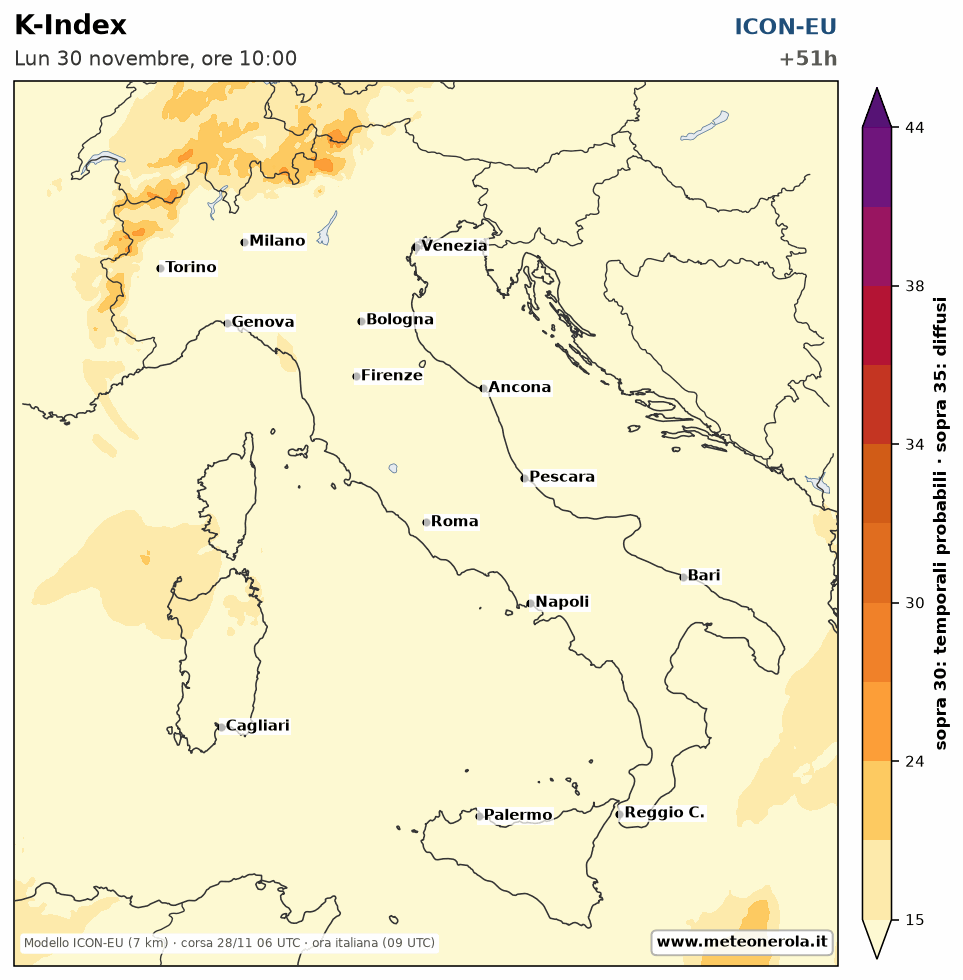 K-Index
ICON-EU
Lun 30 novembre, ore 10:00
+51h
Milano
Venezia
Torino
Genova
Bologna
Firenze
Ancona
Pescara
Roma
Bari
Napoli
Cagliari
Palermo
Reggio C.
44
38
34
30
24
15
sopra 30: temporali probabili · sopra 35: diffusi
Modello ICON-EU (7 km) · corsa 28/11 06 UTC · ora italiana (09 UTC)
www.meteonerola.it